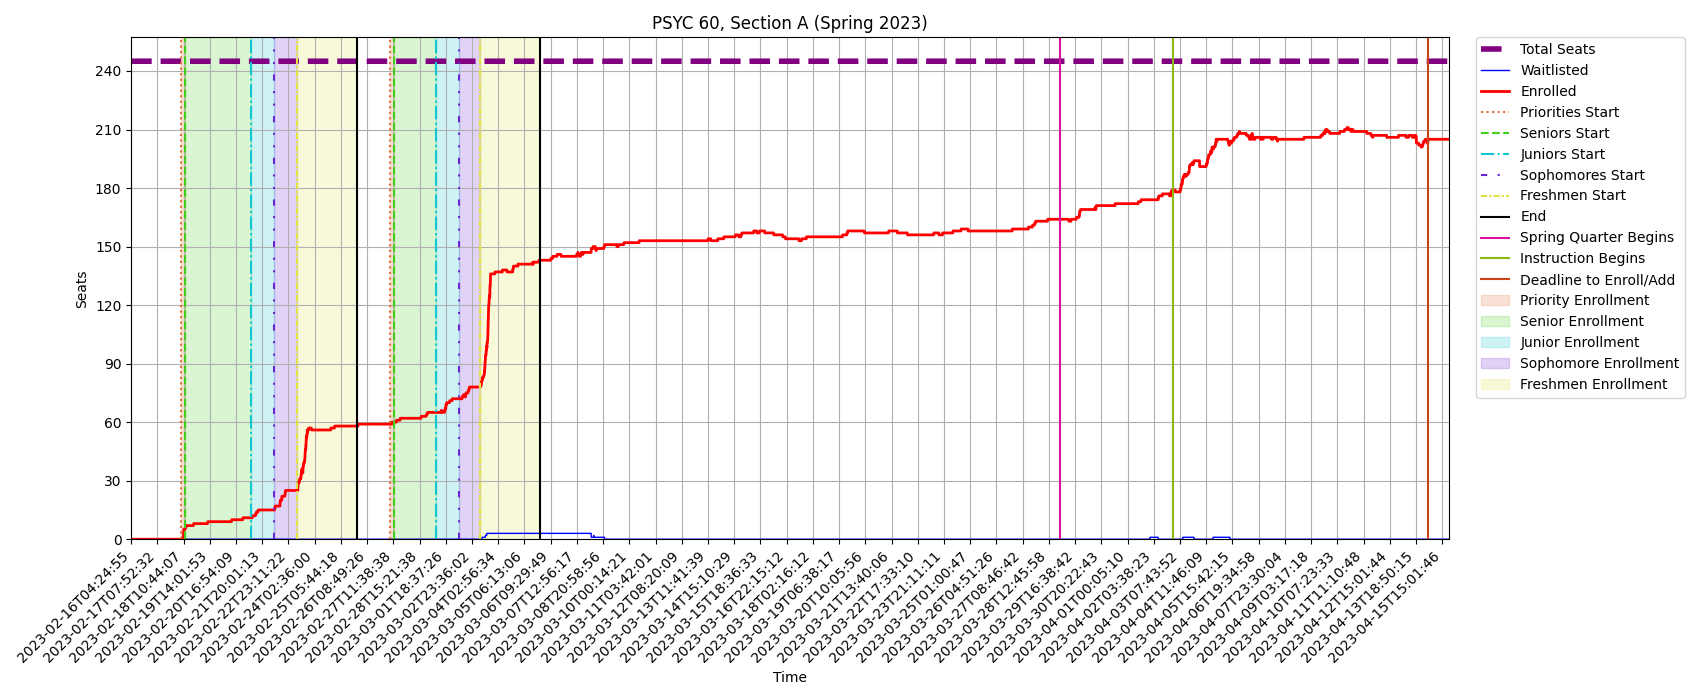 PSYC 60, Section A (Spring 2023)
Seats
240
210
180
150
120
90
60
30
0
2023-02-16T04:24:55
2023-02-17T07:52:32
2023-02-18T10:44:07
2023-02-19T14:01:53
2023-02-20T16:54:09
2023-02-21T20:01:13
2023-02-22T23:11:22
2023-02-24T02:36:00
2023-02-25T05:44:18
2023-02-26T08:49:26
2023-02-27T11:38:38
2023-02-28T15:21:38
2023-03-01T18:37:26
2023-03-02T23:36:02
2023-03-04T02:56:34
2023-03-05T06:13:06
2023-03-06T09:29:49
2023-03-07T12:56:17
2023-03-08T20:58:56
2023-03-10T00:14:21
2023-03-11T03:42:01
2023-03-12T08:20:09
2023-03-13T11:41:39
2023-03-14T15:10:29
2023-03-15T18:36:33
2023-03-16T22:15:12
2023-03-18T02:16:12
2023-03-19T06:38:17
2023-03-20T10:05:56
2023-03-21T13:40:06
2023-03-22T17:33:10
2023-03-23T21:11:11
2023-03-25T01:00:47
2023-03-26T04:51:26
2023-03-27T08:46:42
2023-03-28T12:45:58
2023-03-29T16:38:42
2023-03-30T20:22:43
2023-04-01T00:05:10
2023-04-02T03:38:23
2023-04-03T07:43:52
2023-04-04T11:46:09
2023-04-05T15:42:15
2023-04-06T19:34:58
2023-04-07T23:30:04
2023-04-09T03:17:18
2023-04-10T07:23:33
2023-04-11T11:10:48
2023-04-12T15:01:44
2023-04-13T18:50:15
2023-04-15T15:01:46
Time
Total Seats
Waitlisted
Enrolled
Priorities Start
Seniors Start
Juniors Start
Sophomores Start
Freshmen Start
End
Spring Quarter Begins
Instruction Begins
Deadline to Enroll/Add
Priority Enrollment
Senior Enrollment
Junior Enrollment
Sophomore Enrollment
Freshmen Enrollment